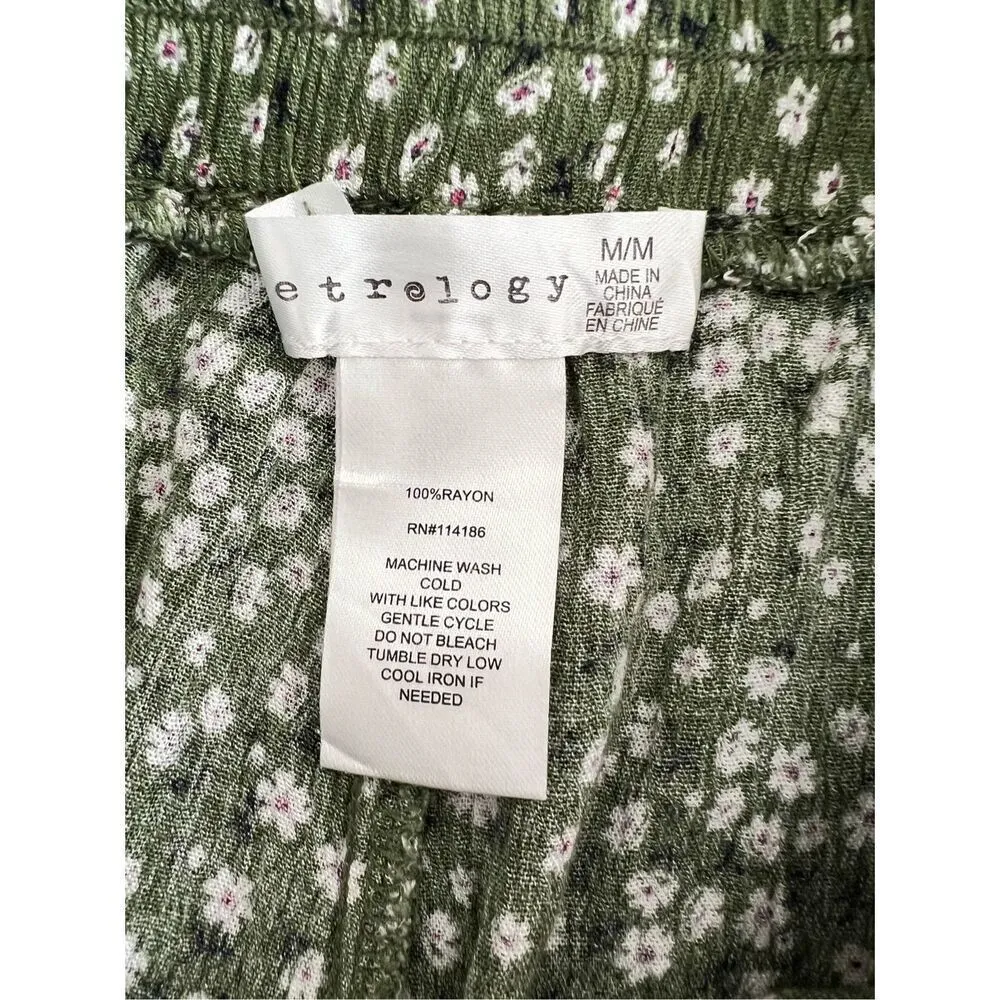 etrology
M/M
MADE IN
CHINA
FABRIQUÉ
EN CHINE
100%RAYON
RN#114186
MACHINE WASH
COLD
WITH LIKE COLORS
GENTLE CYCLE
DO NOT BLEACH
TUMBLE DRY LOW
COOL IRON IF
NEEDED